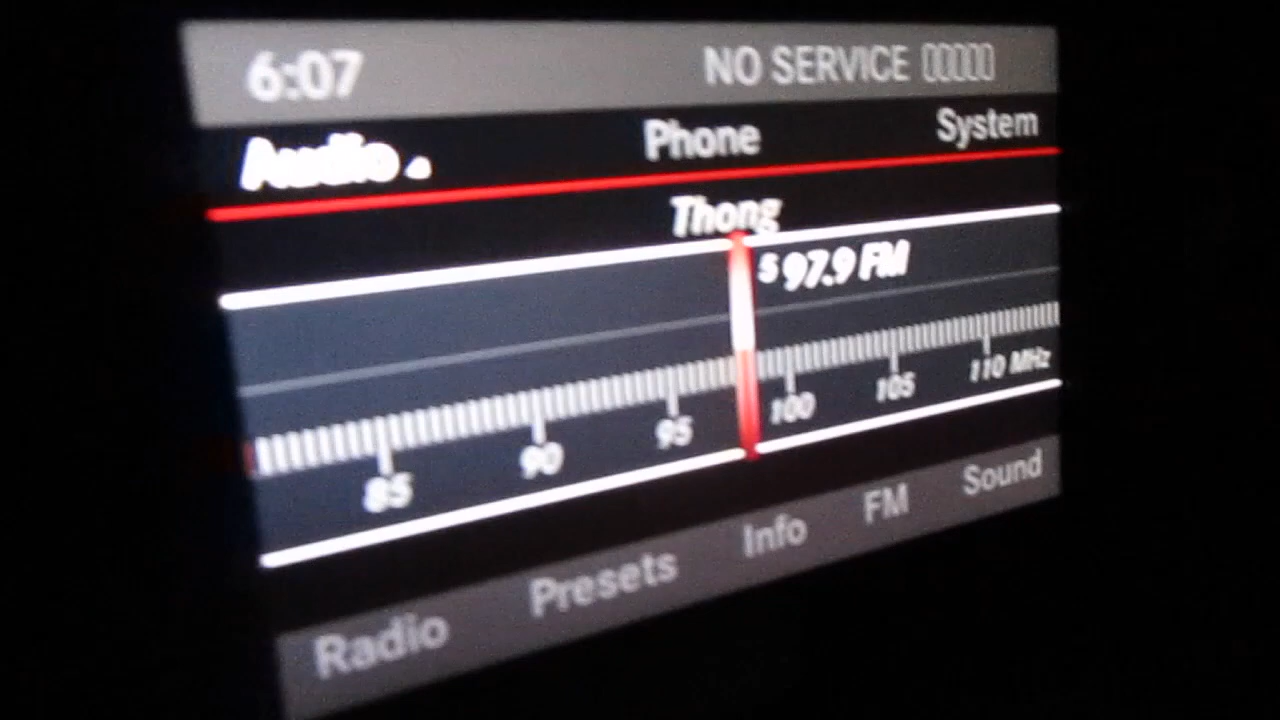 6:07 NO SERVICE
Audio Phone System
Thong
5 97.9 FM
85 90 95 100 105 110 MHz
Radio Presets Info FM Sound